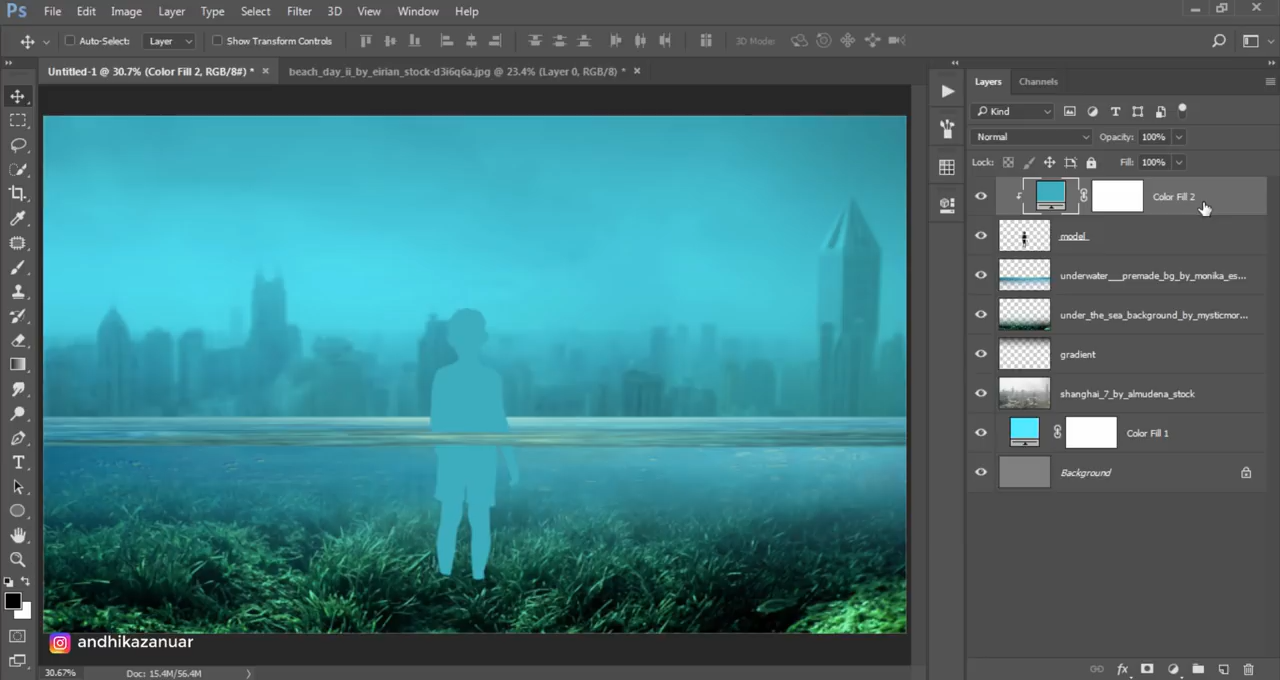 Ps File Edit Image Layer Type Select Filter 3D View Window Help
Auto-Select: Layer Show Transform Controls 3D Mode:
Untitled-1 @ 30.7% (Color Fill 2, RGB/8#) * × beach_day_ii_by_eirian_stock-d3i6q6a.jpg @ 23.4% (Layer 0, RGB/8) * ×
Layers Channels
Kind
Normal Opacity: 100%
Lock: Fill: 100%
Color Fill 2
model
underwater___premade_bg_by_monika_es...
under_the_sea_background_by_mysticmor...
gradient
shanghai_7_by_almudena_stock
Color Fill 1
Background
andhikazanuar
30.67% Doc: 15.4M/56.4M